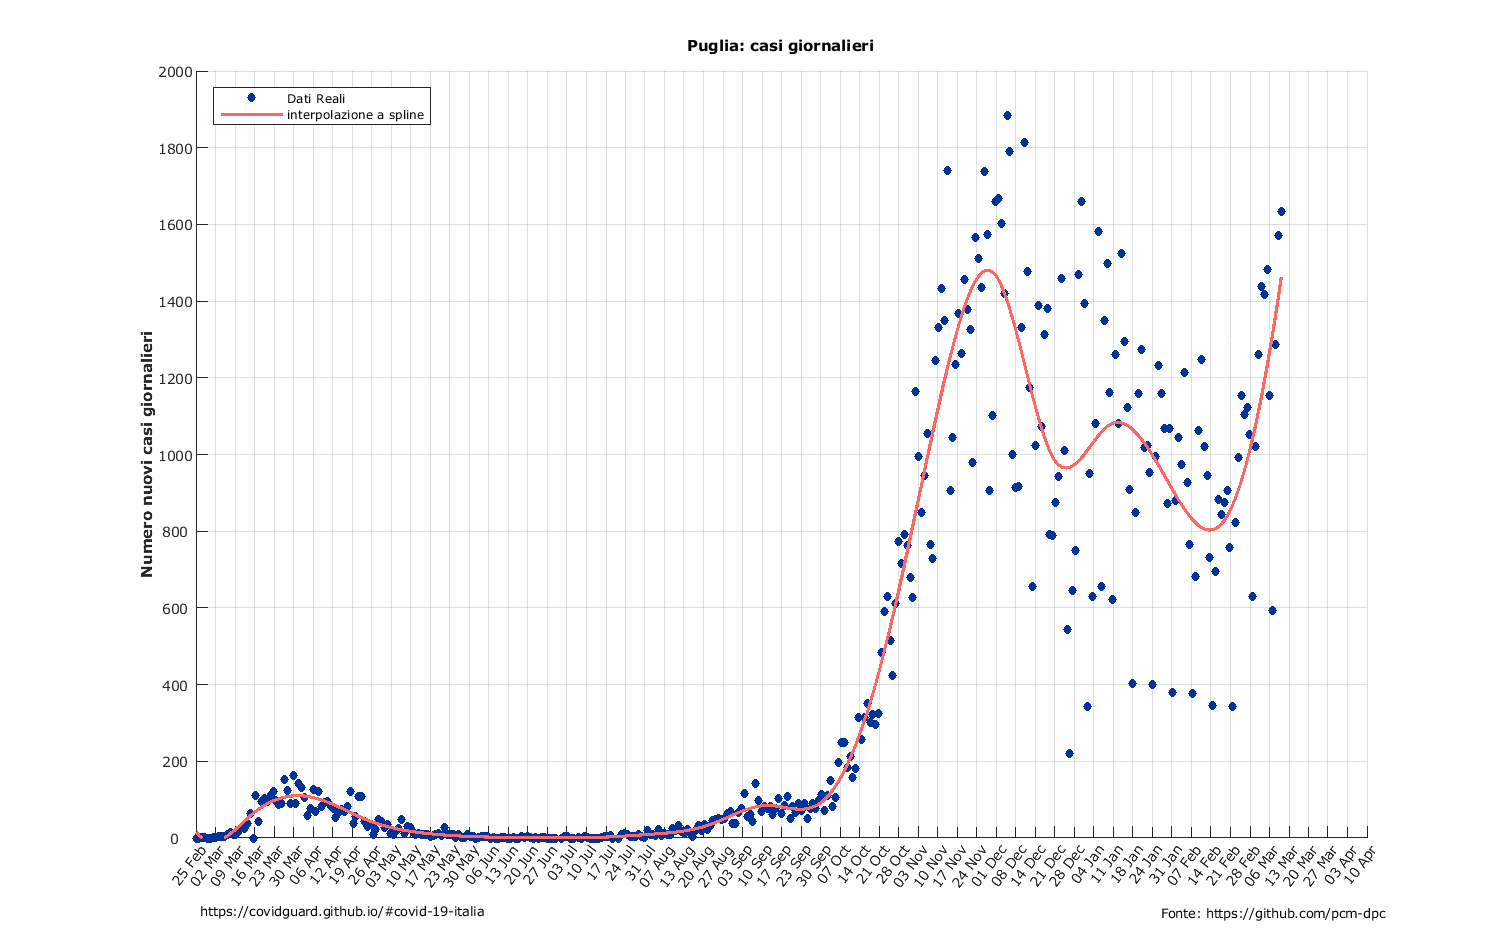 Puglia: casi giornalieri
Dati Reali
interpolazione a spline
Numero nuovi casi giornalieri
2000
1800
1600
1400
1200
1000
800
600
400
200
0
25 Feb
02 Mar
09 Mar
16 Mar
23 Mar
30 Mar
06 Apr
12 Apr
19 Apr
26 Apr
03 May
10 May
17 May
23 May
30 May
06 Jun
13 Jun
20 Jun
27 Jun
03 Jul
10 Jul
17 Jul
24 Jul
31 Jul
07 Aug
13 Aug
20 Aug
27 Aug
03 Sep
10 Sep
17 Sep
23 Sep
30 Sep
07 Oct
14 Oct
21 Oct
28 Oct
03 Nov
10 Nov
17 Nov
24 Nov
01 Dec
08 Dec
14 Dec
21 Dec
28 Dec
04 Jan
11 Jan
18 Jan
24 Jan
31 Jan
07 Feb
14 Feb
21 Feb
28 Feb
06 Mar
13 Mar
20 Mar
27 Mar
03 Apr
10 Apr
https://covidguard.github.io/#covid-19-italia
Fonte: https://github.com/pcm-dpc